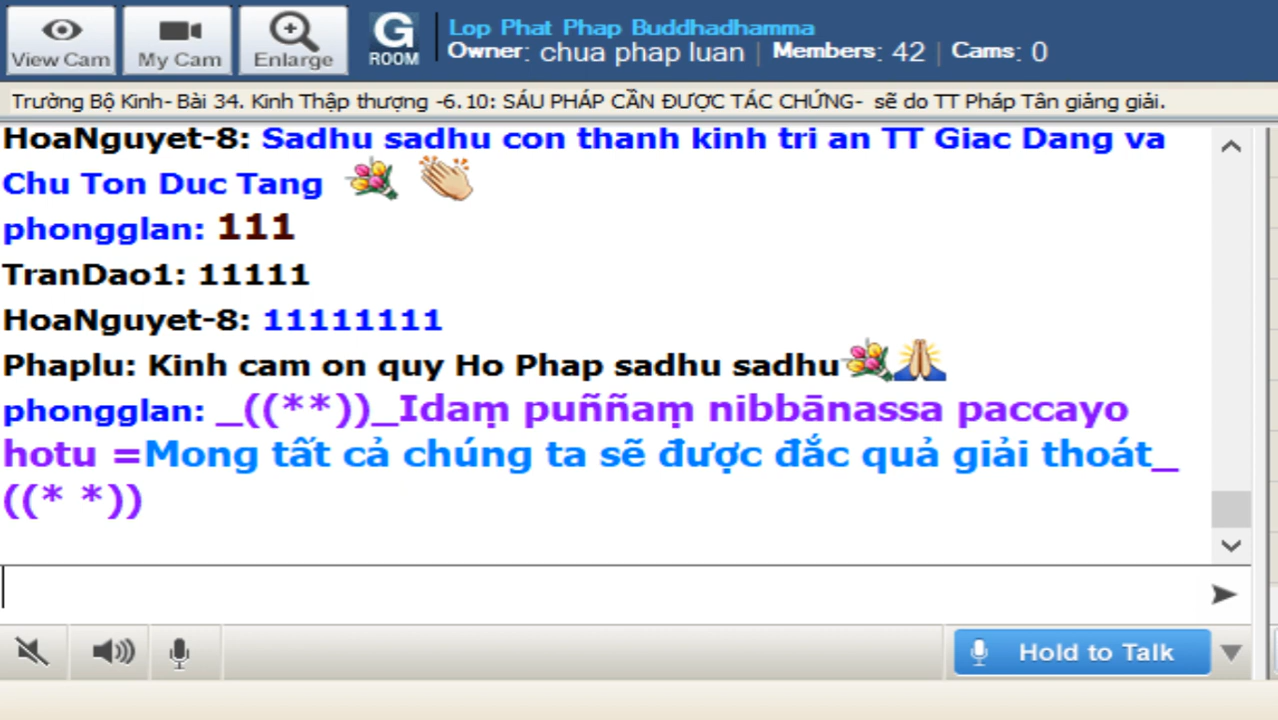 View Cam
My Cam
Enlarge
G
ROOM
Lop Phat Phap Buddhadhamma
Owner: chua phap luan | Members: 42 | Cams: 0
Trường Bộ Kinh- Bài 34. Kinh Thập thượng -6.10: SÁU PHÁP CẦN ĐƯỢC TÁC CHỨNG- sẽ do TT Pháp Tân giảng giải.
HoaNguyet-8: Sadhu sadhu con thanh kinh tri an TT Giac Dang va
Chu Ton Duc Tang
phongglan: 111
TranDao1: 11111
HoaNguyet-8: 11111111
Phaplu: Kinh cam on quy Ho Phap sadhu sadhu
phongglan: _((**))_Idaṃ puññaṃ nibbānassa paccayo
hotu =Mong tất cả chúng ta sẽ được đắc quả giải thoát_
((* *))
Hold to Talk